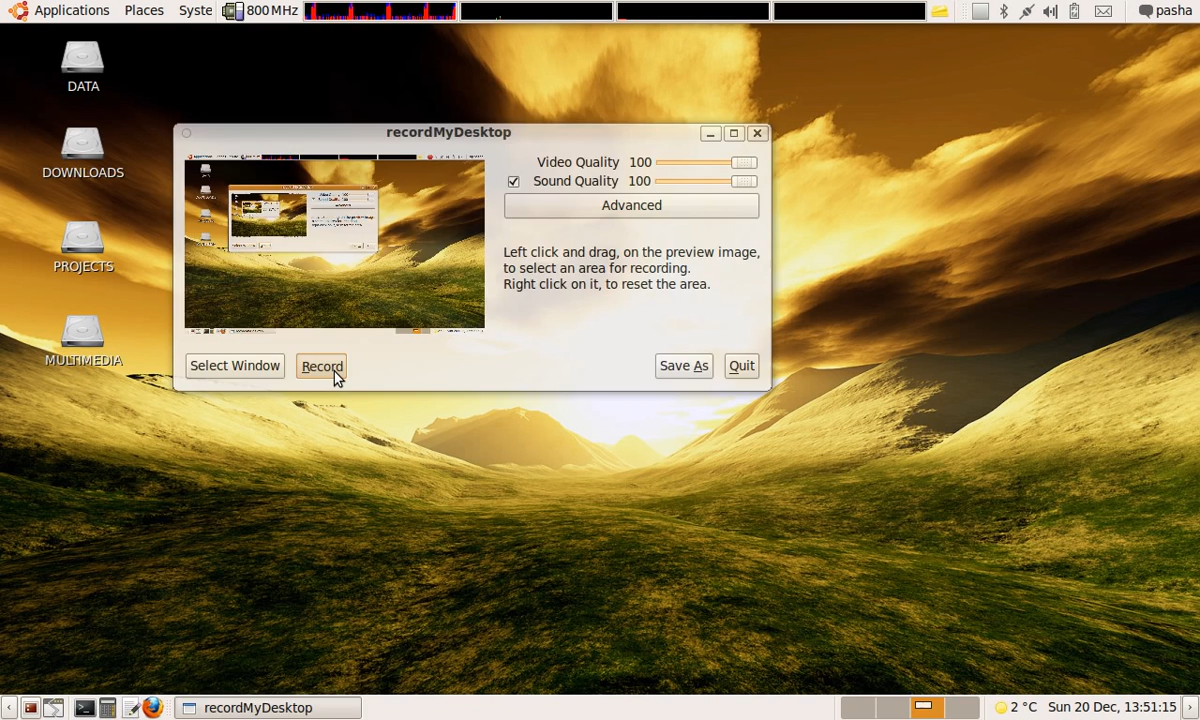 Applications Places Syste 800 MHz pasha
DATA
DOWNLOADS
PROJECTS
MULTIMEDIA
recordMyDesktop
Video Quality 100
Sound Quality 100
Advanced
Left click and drag, on the preview image,
to select an area for recording.
Right click on it, to reset the area.
Select Window Record Save As Quit
recordMyDesktop 2 °C Sun 20 Dec, 13:51:15